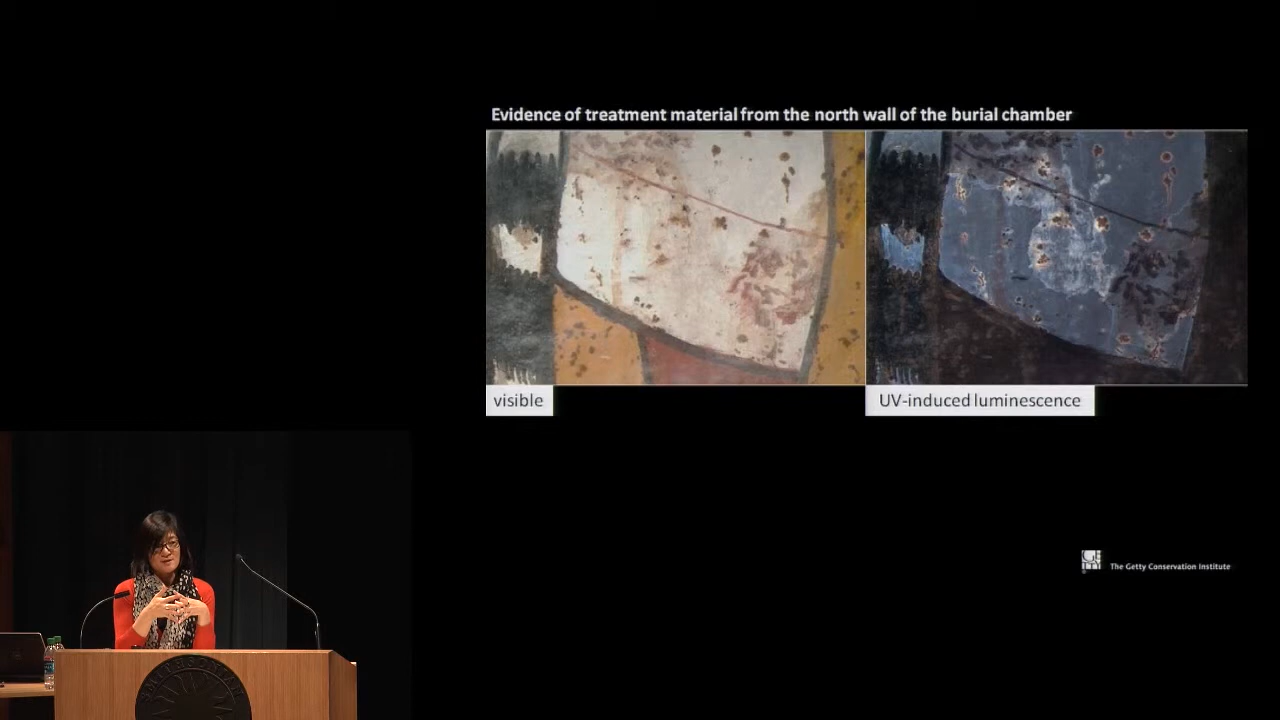 Evidence of treatment material from the north wall of the burial chamber
visible
UV-induced luminescence
The Getty Conservation Institute
SMITHSONIAN